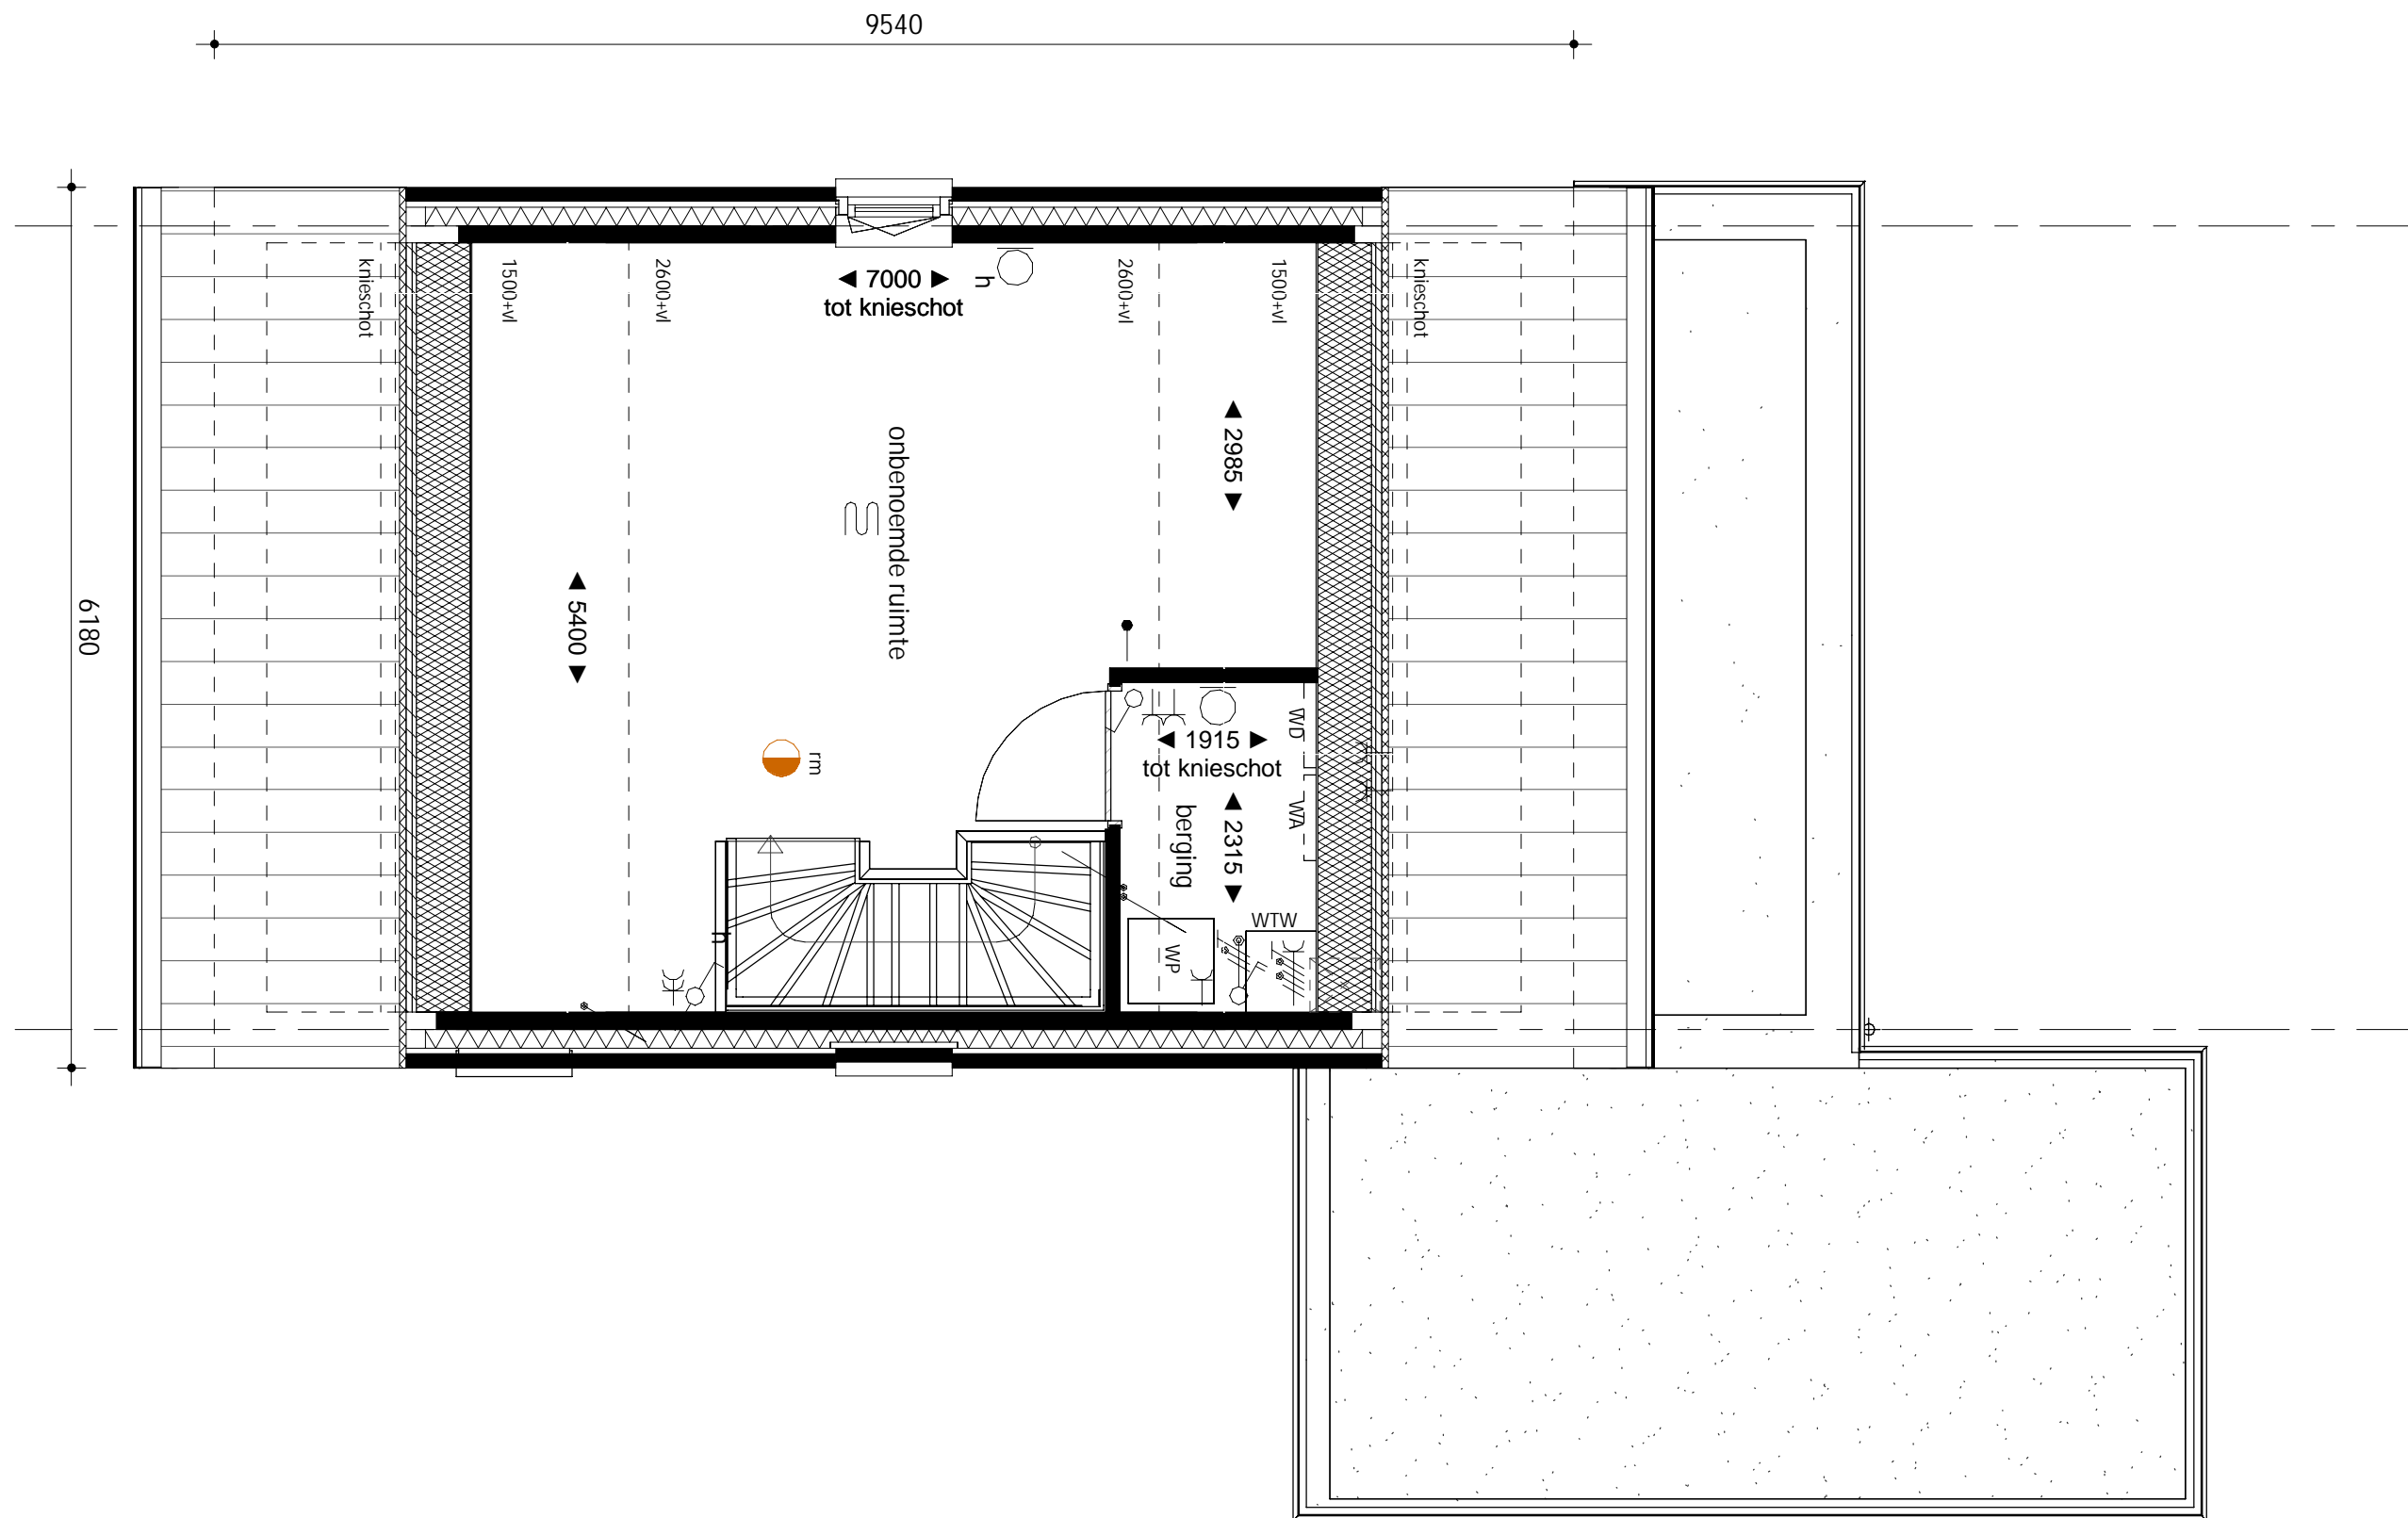 9540
6180
knieschot
1500+vl
2600+vl
◄ 7000 ►
tot knieschot
h
2600+vl
1500+vl
knieschot
◄ 2985 ►
onbenoemde ruimte
◄ 5400 ►
rm
WD
◄ 1915 ►
tot knieschot
WA
berging
◄ 2315 ►
WTW
WP
h